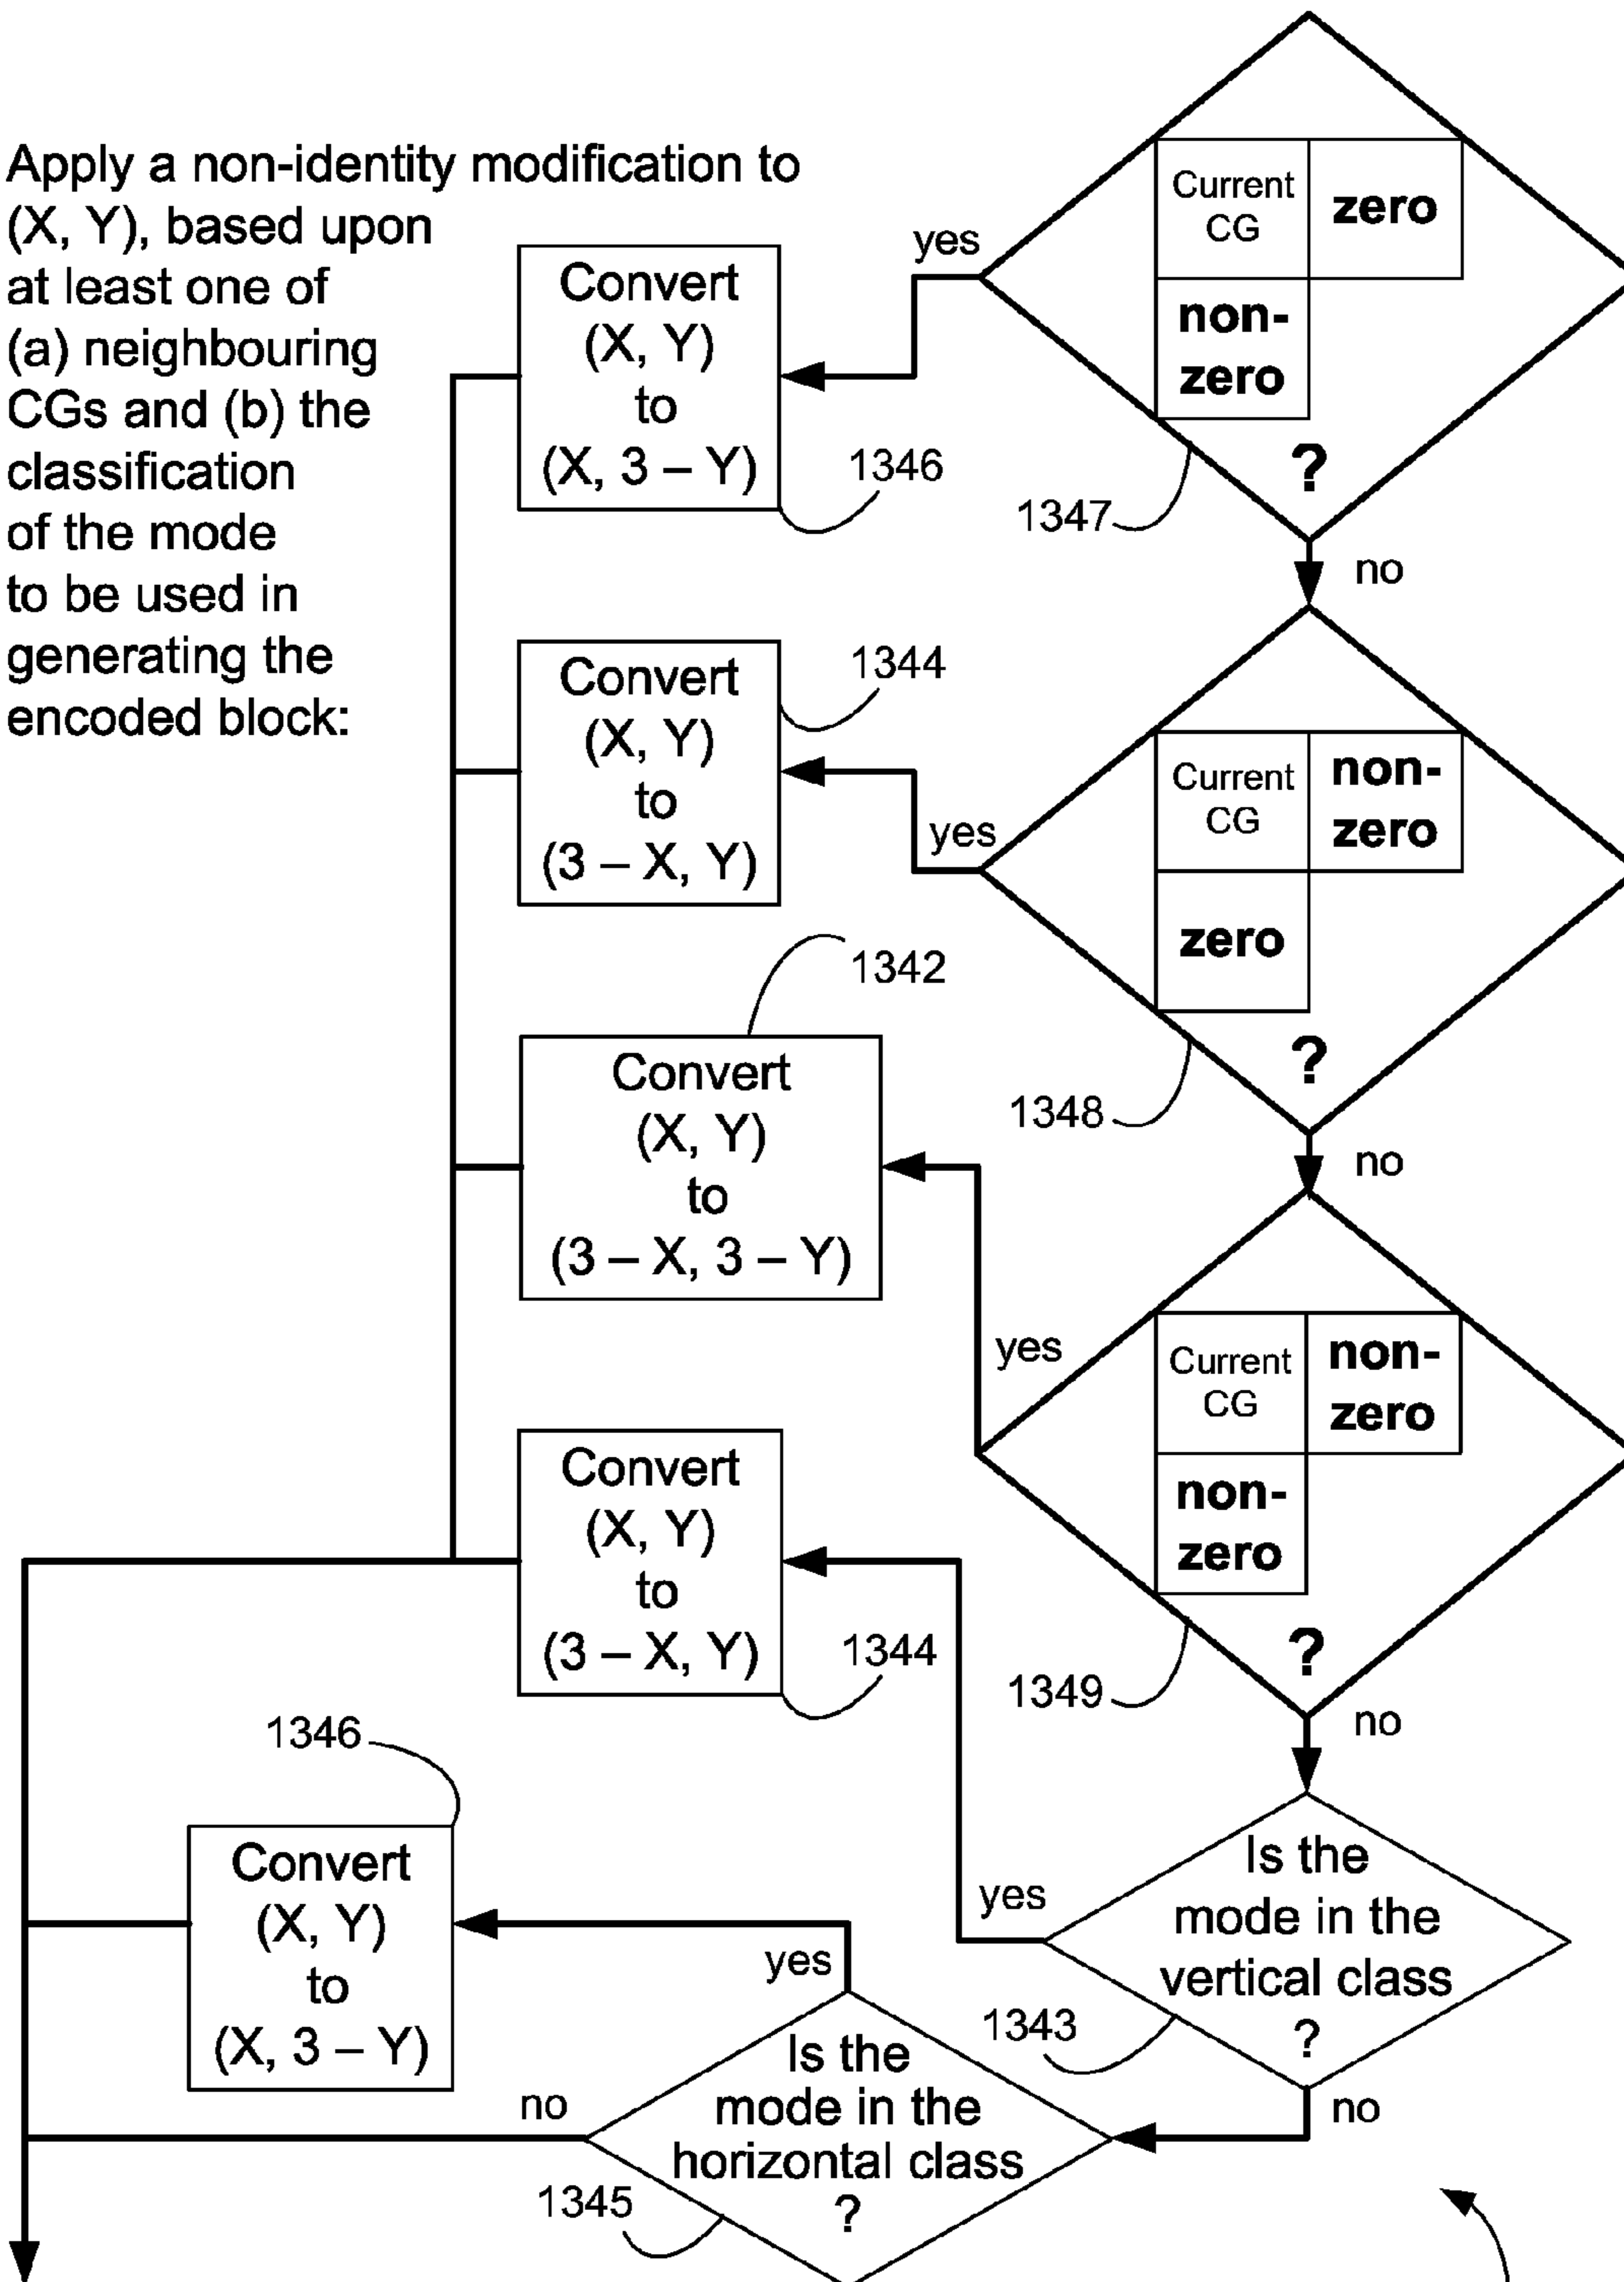 Apply a non-identity modification to
(X, Y), based upon
at least one of
(a) neighbouring
CGs and (b) the
classification
of the mode
to be used in
generating the
encoded block:
Current
CG
zero
non-
zero
?
1347
yes
no
Convert
(X, Y)
to
(X, 3 – Y)
1346
Current
CG
non-
zero
zero
?
1348
yes
no
Convert
(X, Y)
to
(3 – X, Y)
1344
Current
CG
non-
zero
non-
zero
?
1349
yes
no
Convert
(X, Y)
to
(3 – X, 3 – Y)
1342
Is the
mode in the
vertical class
?
1343
yes
no
Convert
(X, Y)
to
(3 – X, Y)
1344
Is the
mode in the
horizontal class
?
1345
yes
no
Convert
(X, Y)
to
(X, 3 – Y)
1346